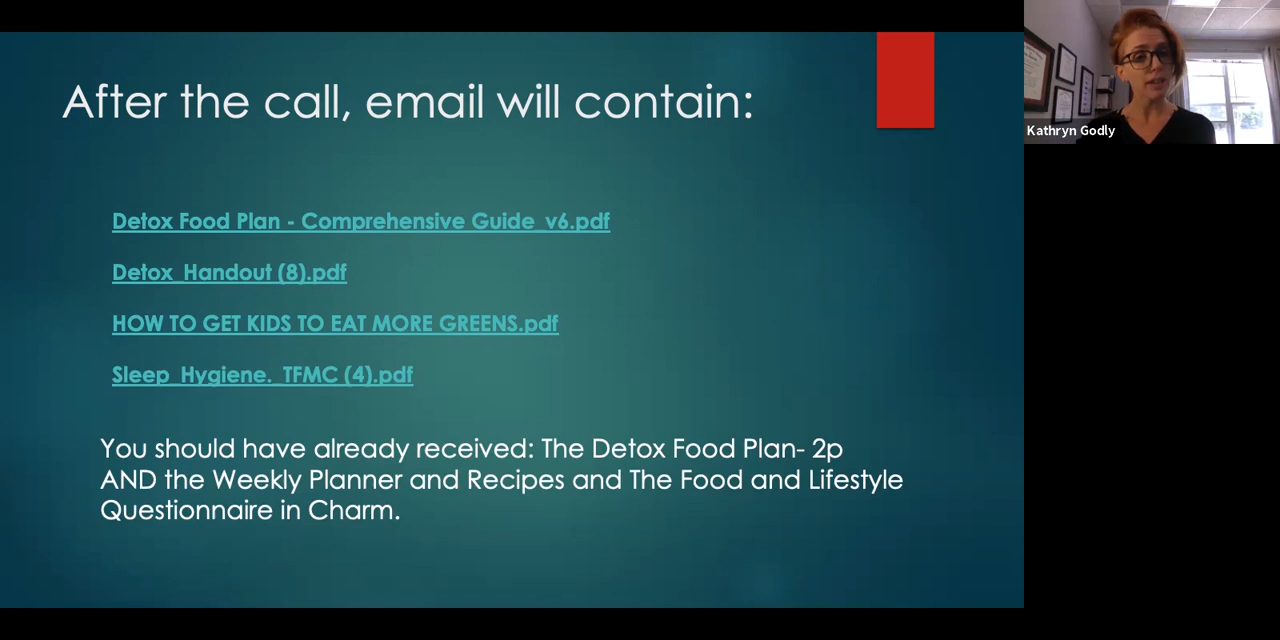 After the call, email will contain:
Detox Food Plan - Comprehensive Guide_v6.pdf
Detox_Handout (8).pdf
HOW TO GET KIDS TO EAT MORE GREENS.pdf
Sleep_Hygiene._TFMC (4).pdf
You should have already received: The Detox Food Plan- 2p
AND the Weekly Planner and Recipes and The Food and Lifestyle
Questionnaire in Charm.
Kathryn Godly